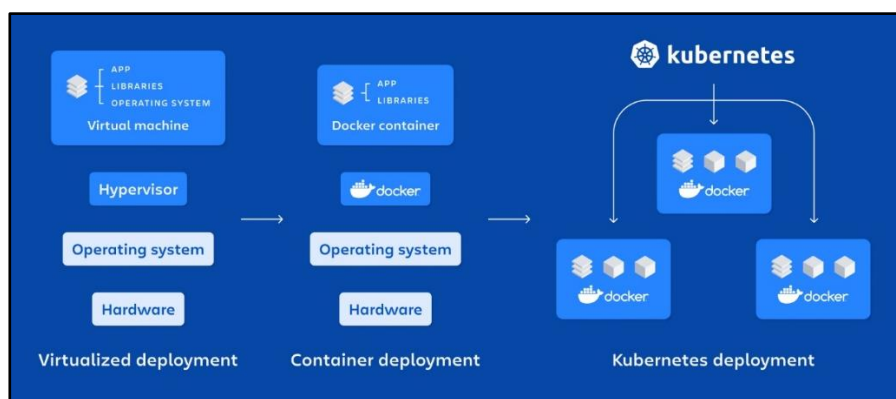 APP
LIBRARIES
OPERATING SYSTEM
Virtual machine
Hypervisor
Operating system
Hardware
Virtualized deployment
APP
LIBRARIES
Docker container
docker
Operating system
Hardware
Container deployment
kubernetes
docker
docker
docker
Kubernetes deployment